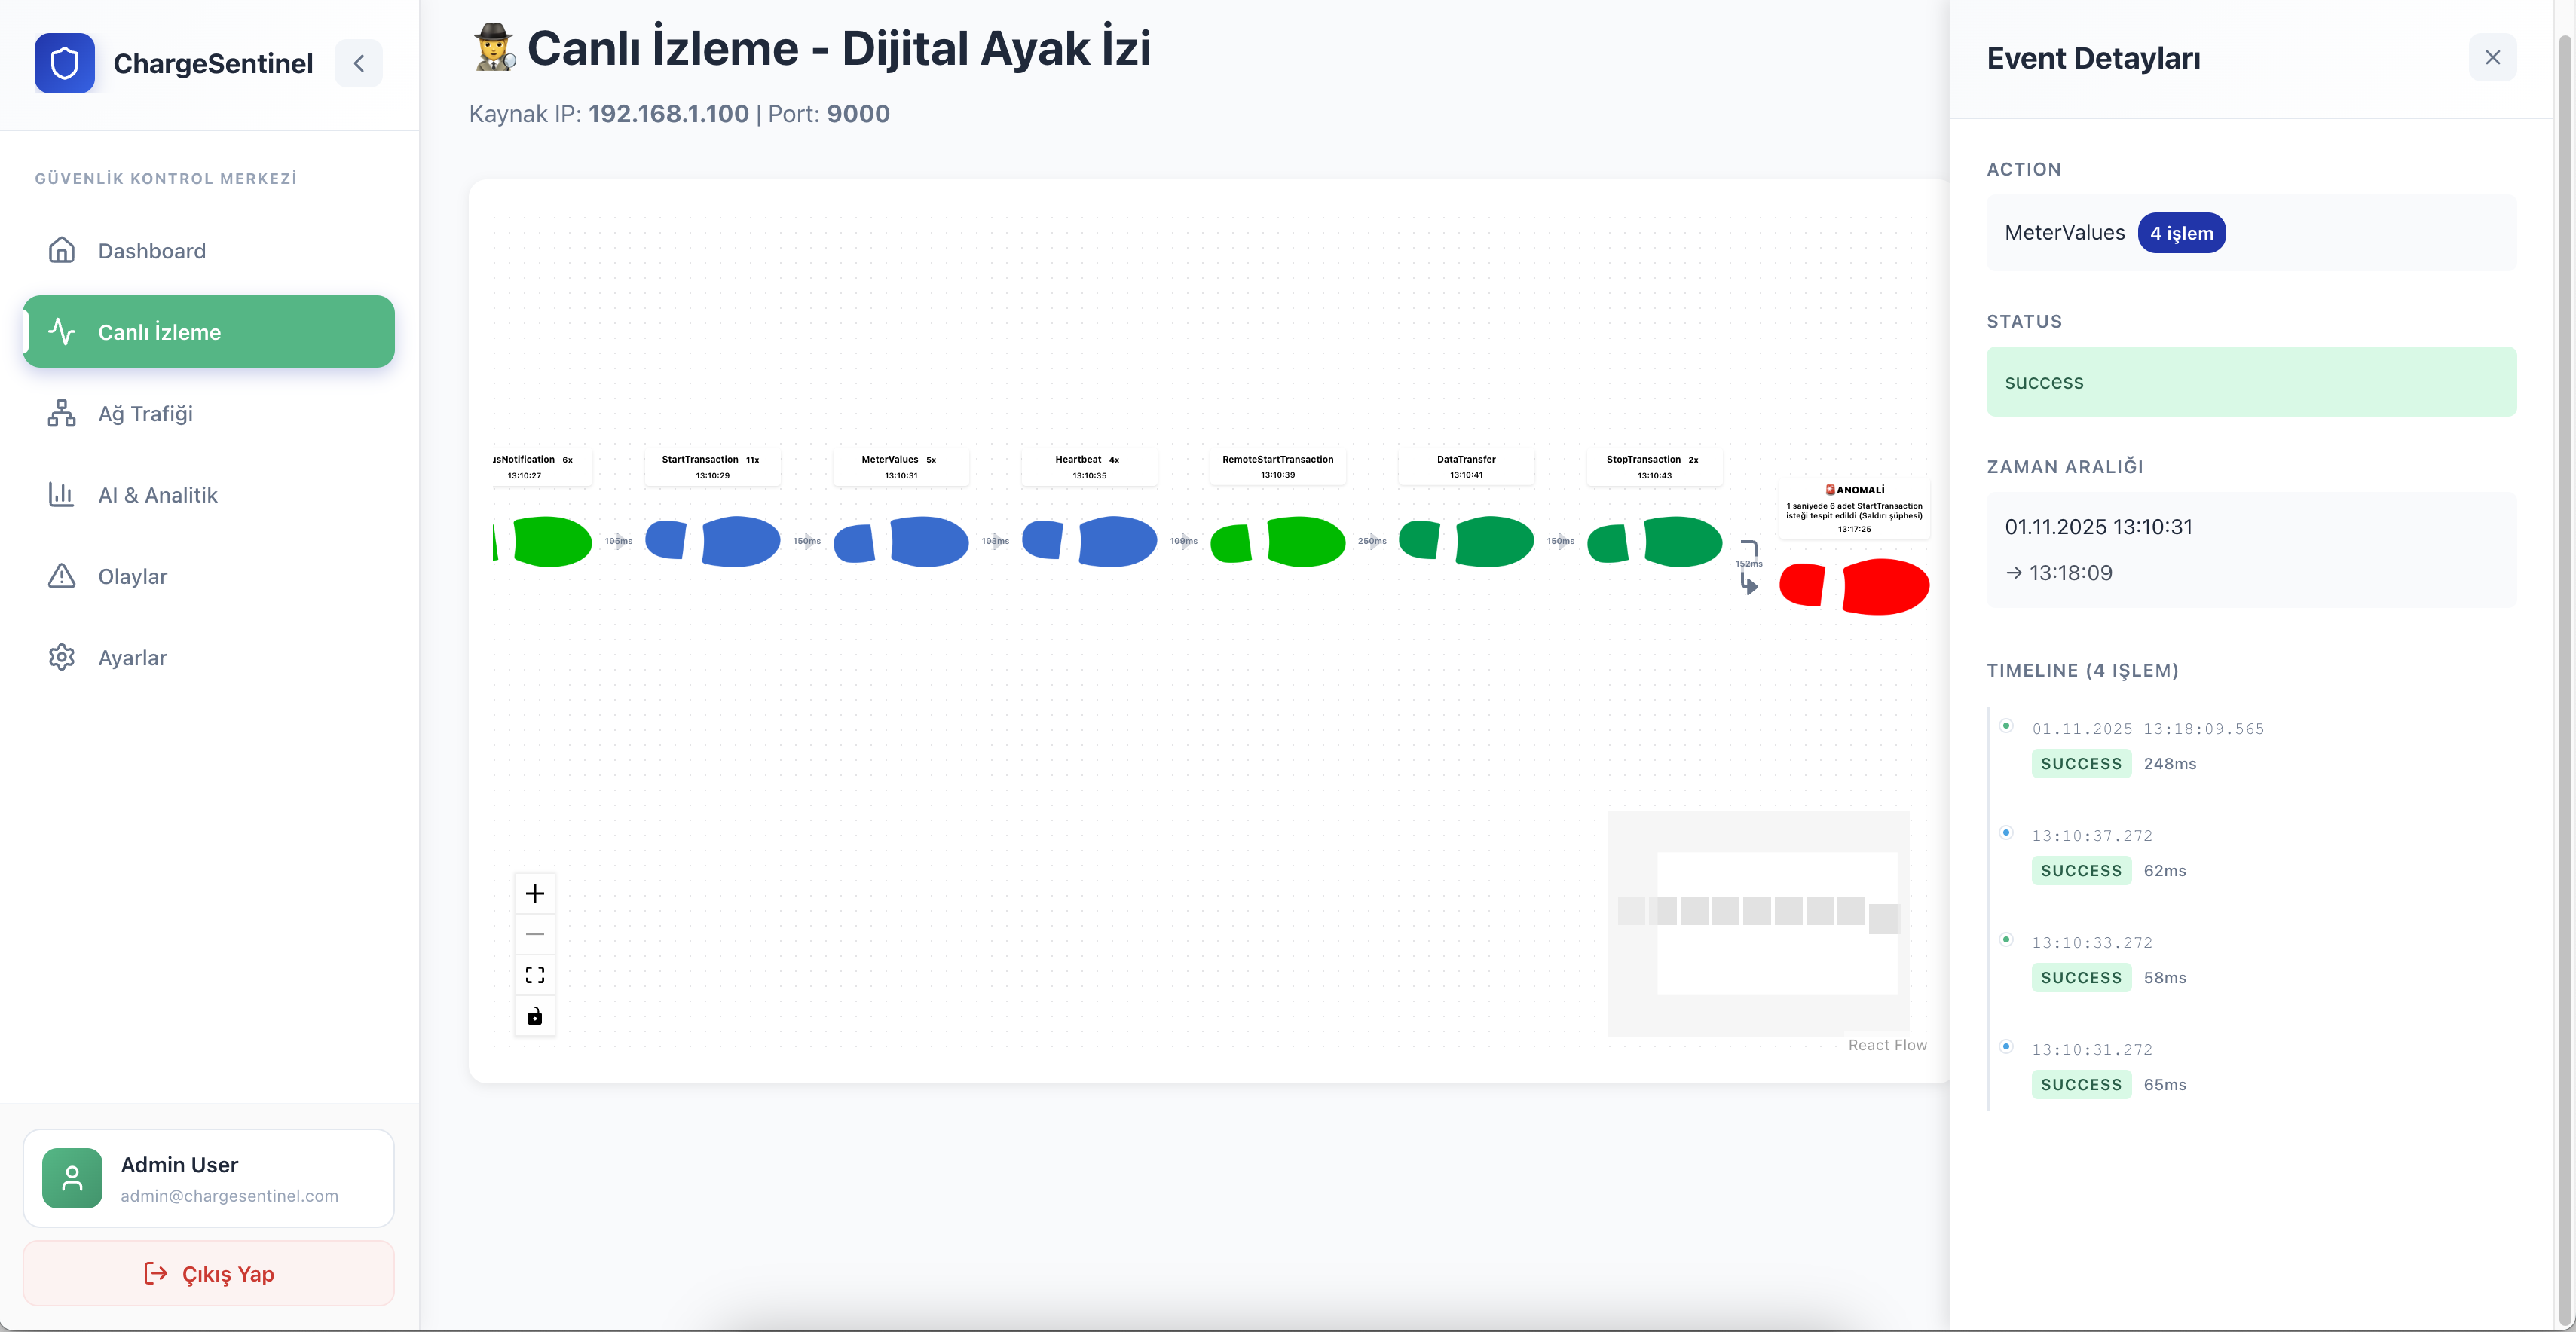 ChargeSentinel
GÜVENLİK KONTROL MERKEZİ
Dashboard
Canlı İzleme
Ağ Trafiği
AI & Analitik
Olaylar
Ayarlar
Admin User
admin@chargesentinel.com
Çıkış Yap
Canlı İzleme - Dijital Ayak İzi
Kaynak IP: 192.168.1.100 | Port: 9000
usNotification 6x
13:10:27
105ms
StartTransaction 11x
13:10:29
150ms
MeterValues 5x
13:10:31
103ms
Heartbeat 4x
13:10:35
109ms
RemoteStartTransaction
13:10:39
250ms
DataTransfer
13:10:41
150ms
StopTransaction 2x
13:10:43
152ms
ANOMALİ
1 saniyede 6 adet StartTransaction
isteği tespit edildi (Saldırı şüphesi)
13:17:25
React Flow
Event Detayları
ACTION
MeterValues 4 işlem
STATUS
success
ZAMAN ARALIĞI
01.11.2025 13:10:31
→ 13:18:09
TIMELINE (4 IŞLEM)
01.11.2025 13:18:09.565
SUCCESS 248ms
13:10:37.272
SUCCESS 62ms
13:10:33.272
SUCCESS 58ms
13:10:31.272
SUCCESS 65ms